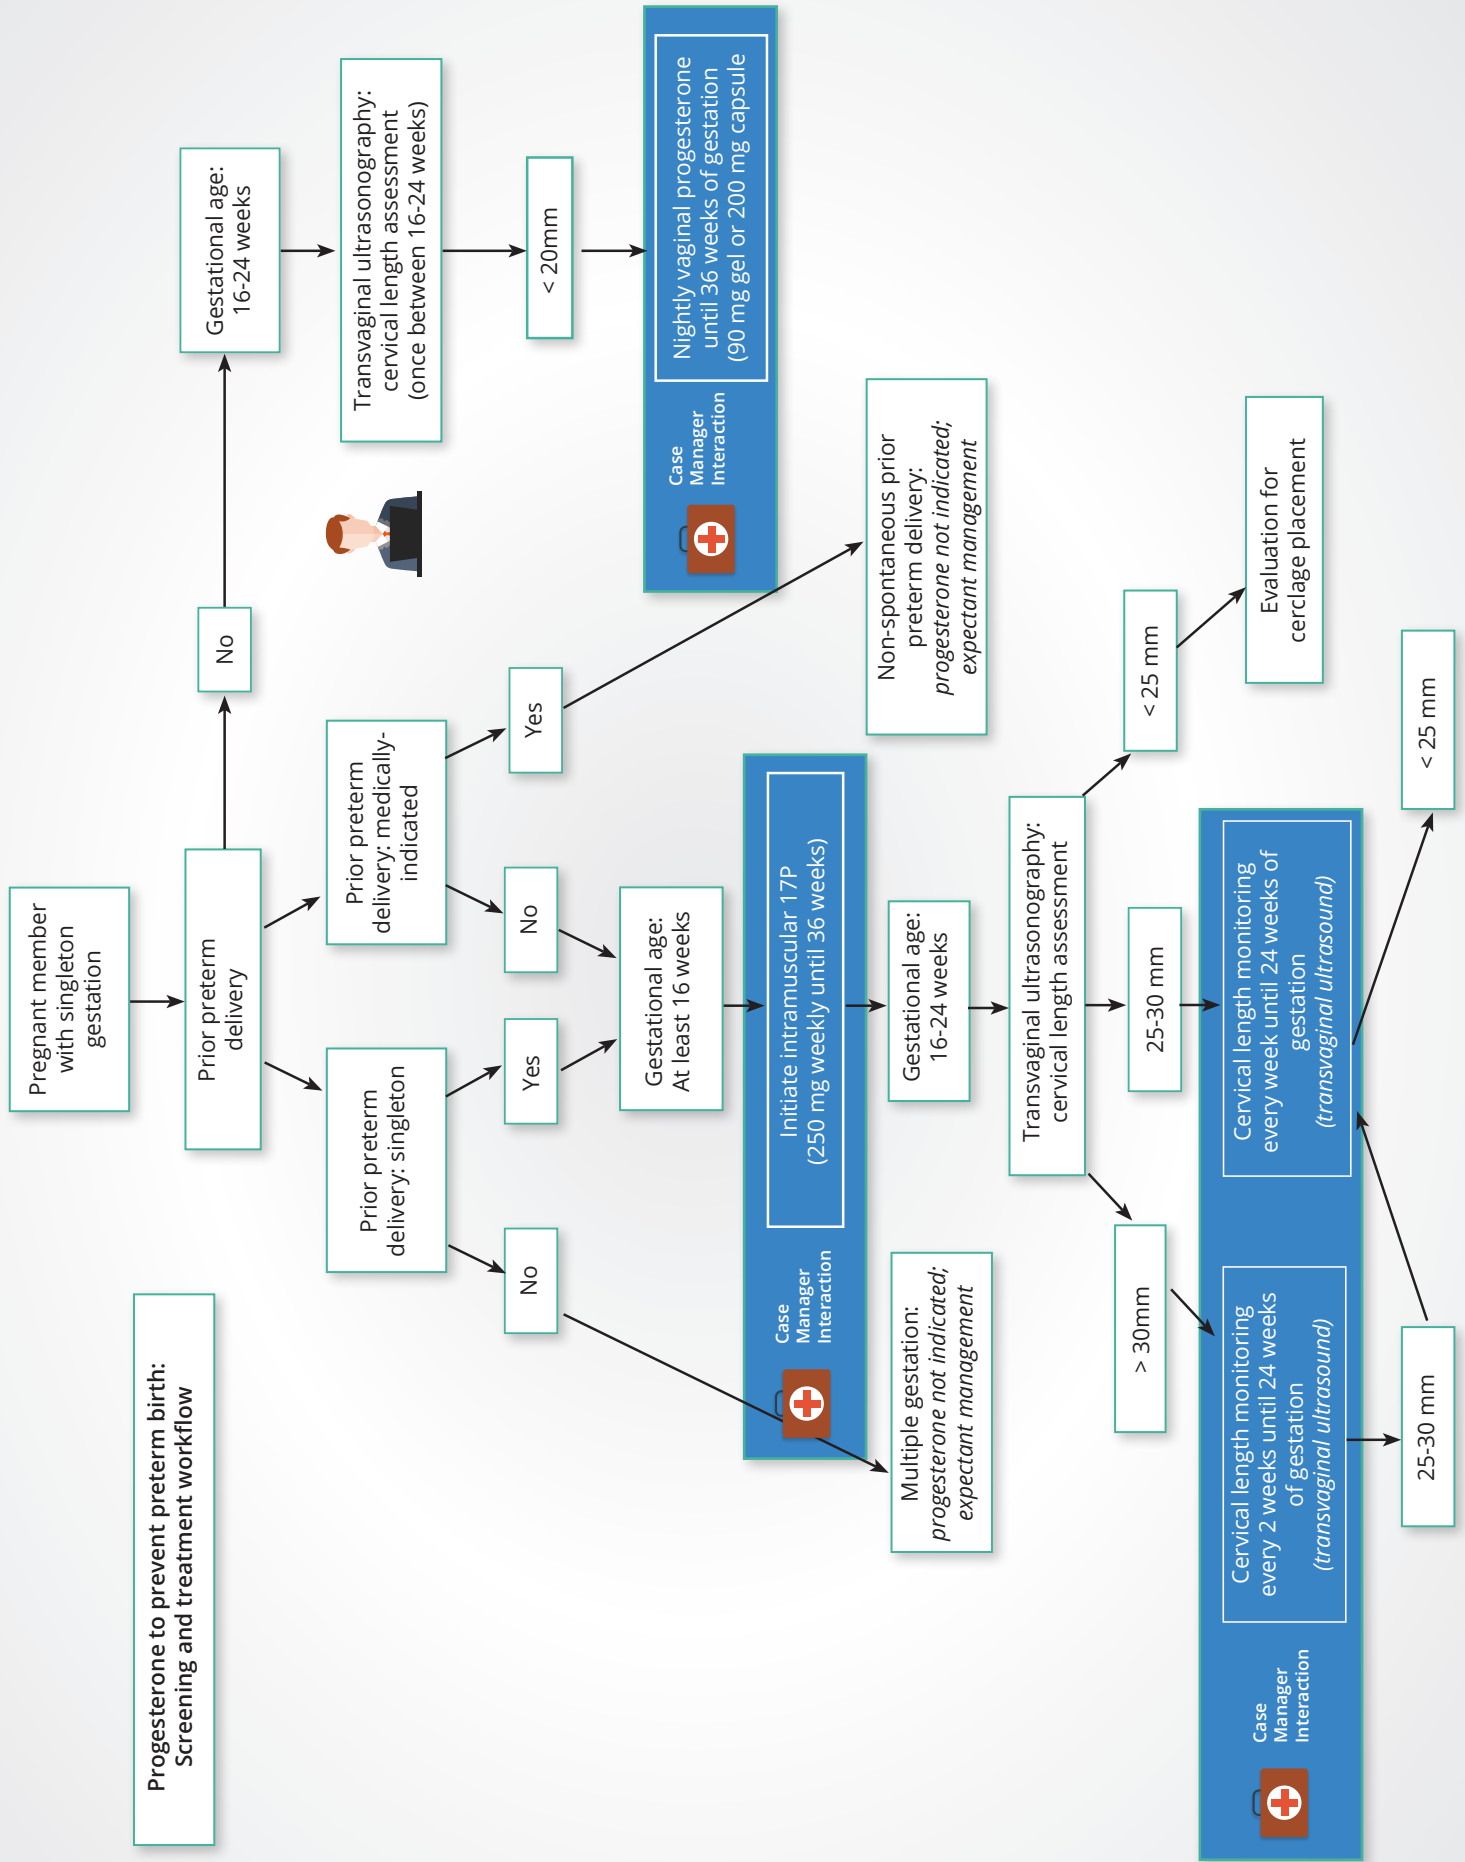 Progesterone to prevent preterm birth:
Screening and treatment workflow
Pregnant member
with singleton
gestation
Prior preterm
delivery
No
Gestational age:
16-24 weeks
Transvaginal ultrasonography:
cervical length assessment
(once between 16-24 weeks)
< 20mm
Case
Manager
Interaction
Nightly vaginal progesterone
until 36 weeks of gestation
(90 mg gel or 200 mg capsule
Prior preterm
delivery: singleton
Prior preterm
delivery: medically-
indicated
No
Yes
No
Yes
Gestational age:
At least 16 weeks
Case
Manager
Interaction
Initiate intramuscular 17P
(250 mg weekly until 36 weeks)
Multiple gestation:
progesterone not indicated;
expectant management
Gestational age:
16-24 weeks
Non-spontaneous prior
preterm delivery:
progesterone not indicated;
expectant management
Transvaginal ultrasonography:
cervical length assessment
> 30mm
25-30 mm
< 25 mm
Case
Manager
Interaction
Cervical length monitoring
every 2 weeks until 24 weeks
of gestation
(transvaginal ultrasound)
Cervical length monitoring
every week until 24 weeks of
gestation
(transvaginal ultrasound)
Evaluation for
cerclage placement
25-30 mm
< 25 mm